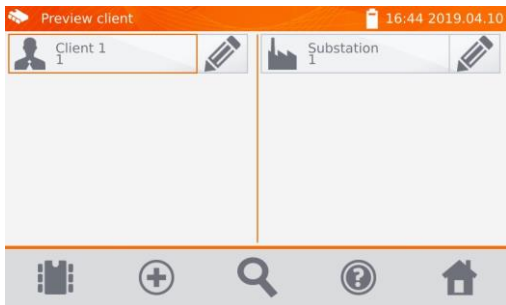 Preview client
16:44 2019.04.10
Client 1
1
Substation
1